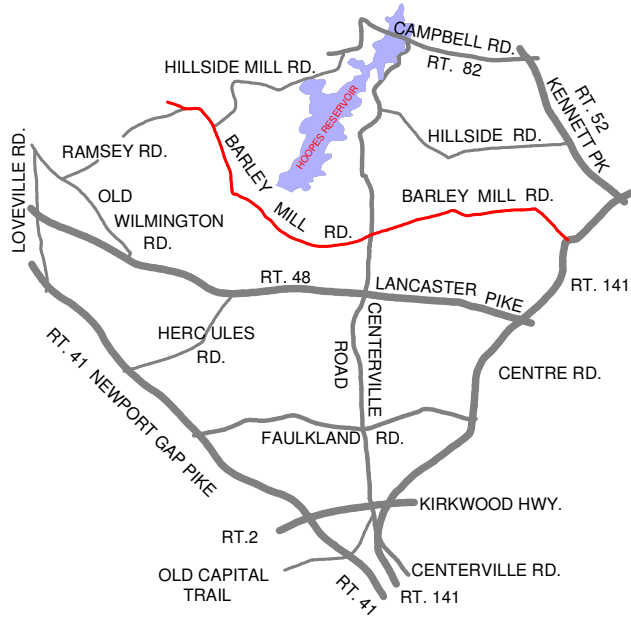 CAMPBELL RD.
RT. 82
HILLSIDE MILL RD.
RT. 52
KENNETT PK
HOOPES RESERVOIR
HILLSIDE RD.
RAMSEY RD.
BARLEY
MILL
RD.
BARLEY MILL RD.
LOVEVILLE RD.
OLD
WILMINGTON
RD.
RT. 48
LANCASTER PIKE
RT. 141
HERCULES
RD.
CENTERVILLE
ROAD
RT. 41 NEWPORT GAP PIKE
CENTRE RD.
FAULKLAND RD.
KIRKWOOD HWY.
RT.2
OLD CAPITAL
TRAIL
CENTERVILLE RD.
RT. 41
RT. 141